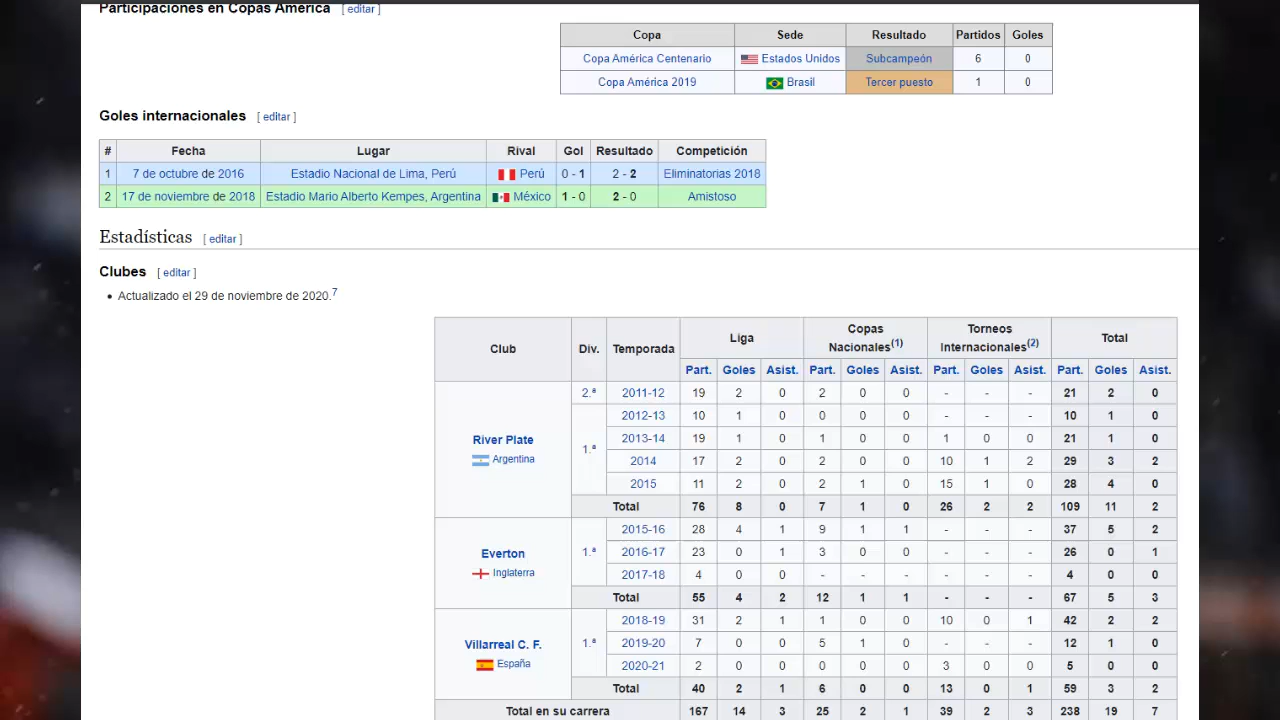 Participaciones en Copas América [ editar ]
Copa Sede Resultado Partidos Goles
Copa América Centenario Estados Unidos Subcampeón 6 0
Copa América 2019 Brasil Tercer puesto 1 0
Goles internacionales [ editar ]
# Fecha Lugar Rival Gol Resultado Competición
1 7 de octubre de 2016 Estadio Nacional de Lima, Perú Perú 0 - 1 2 - 2 Eliminatorias 2018
2 17 de noviembre de 2018 Estadio Mario Alberto Kempes, Argentina México 1 - 0 2 - 0 Amistoso
Estadísticas [ editar ]
Clubes [ editar ]
• Actualizado el 29 de noviembre de 2020.7
Club Div. Temporada Liga Copas Nacionales(1) Torneos Internacionales(2) Total
Part. Goles Asist. Part. Goles Asist. Part. Goles Asist. Part. Goles Asist.
River Plate
Argentina
2.ª 2011-12 19 2 0 2 0 0 - - - 21 2 0
1.ª 2012-13 10 1 0 0 0 0 - - - 10 1 0
2013-14 19 1 0 1 0 0 1 0 0 21 1 0
2014 17 2 0 2 0 0 10 1 2 29 3 2
2015 11 2 0 2 1 0 15 1 0 28 4 0
Total 76 8 0 7 1 0 26 2 2 109 11 2
Everton
Inglaterra
1.ª 2015-16 28 4 1 9 1 1 - - - 37 5 2
2016-17 23 0 1 3 0 0 - - - 26 0 1
2017-18 4 0 0 - - - - - - 4 0 0
Total 55 4 2 12 1 1 - - - 67 5 3
Villarreal C. F.
España
1.ª 2018-19 31 2 1 1 0 0 10 0 1 42 2 2
2019-20 7 0 0 5 1 0 - - - 12 1 0
2020-21 2 0 0 0 0 0 3 0 0 5 0 0
Total 40 2 1 6 0 0 13 0 1 59 3 2
Total en su carrera 167 14 3 25 2 1 39 2 3 238 19 7